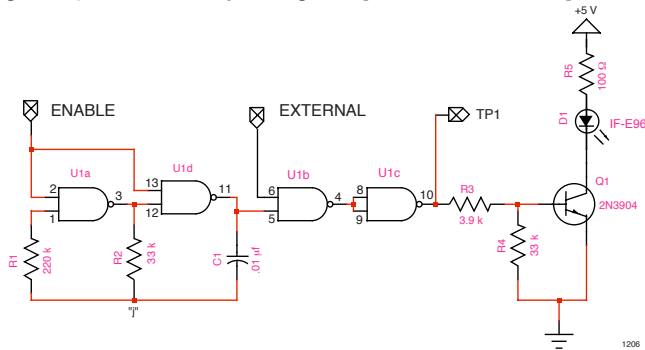 +5 V
R5
100 Ω
D1
IF-E96
ENABLE
EXTERNAL
TP1
U1a
U1d
U1b
U1c
2
1
3
13
12
11
6
5
4
8
9
10
R3
3.9 k
Q1
2N3904
R1
220 k
R2
33 k
C1
.01 µf
R4
33 k
"j"
1206